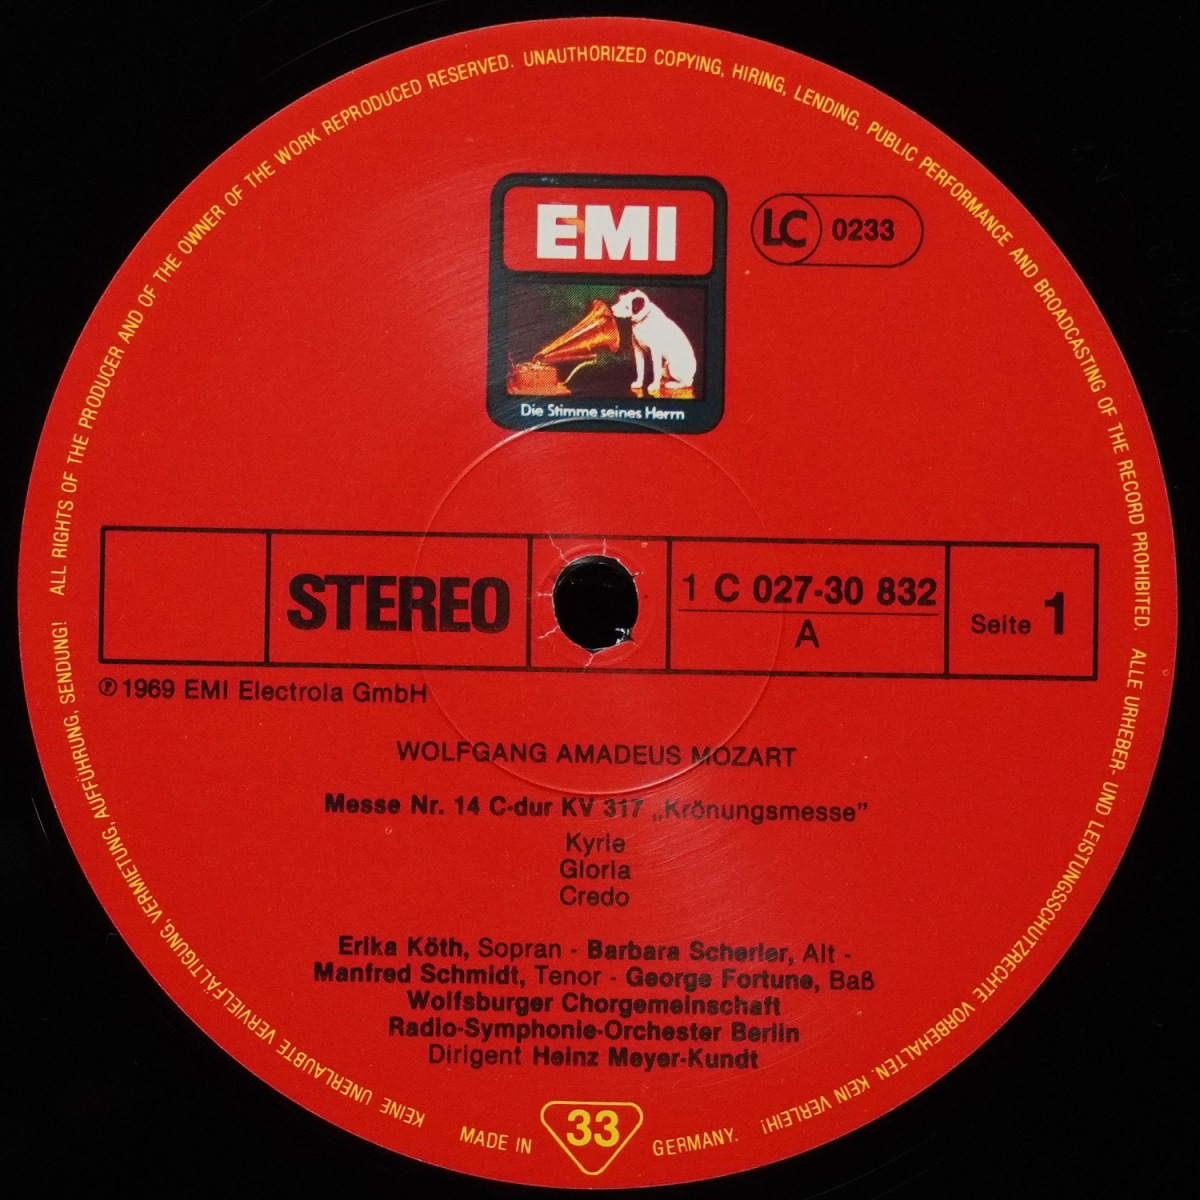 ALL RIGHTS OF THE PRODUCER AND OF THE OWNER OF THE WORK REPRODUCED RESERVED. UNAUTHORIZED COPYING, HIRING, LENDING, PUBLIC PERFORMANCE AND BROADCASTING OF THE RECORD PROHIBITED.
ALLE URHEBER- UND LEISTUNGSSCHUTZRECHTE VORBEHALTEN. KEIN VERLEIH!
KEINE UNERLAUBTE VERVIELFÄLTIGUNG, VERMIETUNG, AUFFÜHRUNG, SENDUNG!
EMI
LC 0233
Die Stimme seines Herrn
STEREO
1 C 027-30 832
A
Seite 1
℗ 1969 EMI Electrola GmbH
WOLFGANG AMADEUS MOZART
Messe Nr. 14 C-dur KV 317 „Krönungsmesse”
Kyrie
Gloria
Credo
Erika Köth, Sopran - Barbara Scherler, Alt -
Manfred Schmidt, Tenor - George Fortune, Baß
Wolfsburger Chorgemeinschaft
Radio-Symphonie-Orchester Berlin
Dirigent Heinz Meyer-Kundt
MADE IN 33 GERMANY.